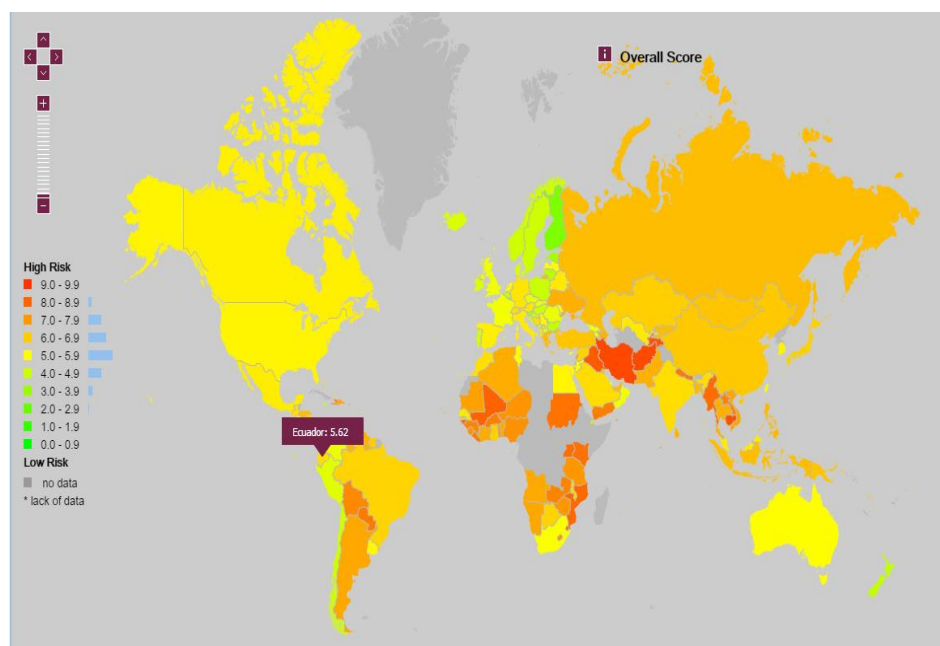 Overall Score
High Risk
9.0 - 9.9
8.0 - 8.9
7.0 - 7.9
6.0 - 6.9
5.0 - 5.9
4.0 - 4.9
3.0 - 3.9
2.0 - 2.9
1.0 - 1.9
0.0 - 0.9
Low Risk
no data
* lack of data
Ecuador: 5.62